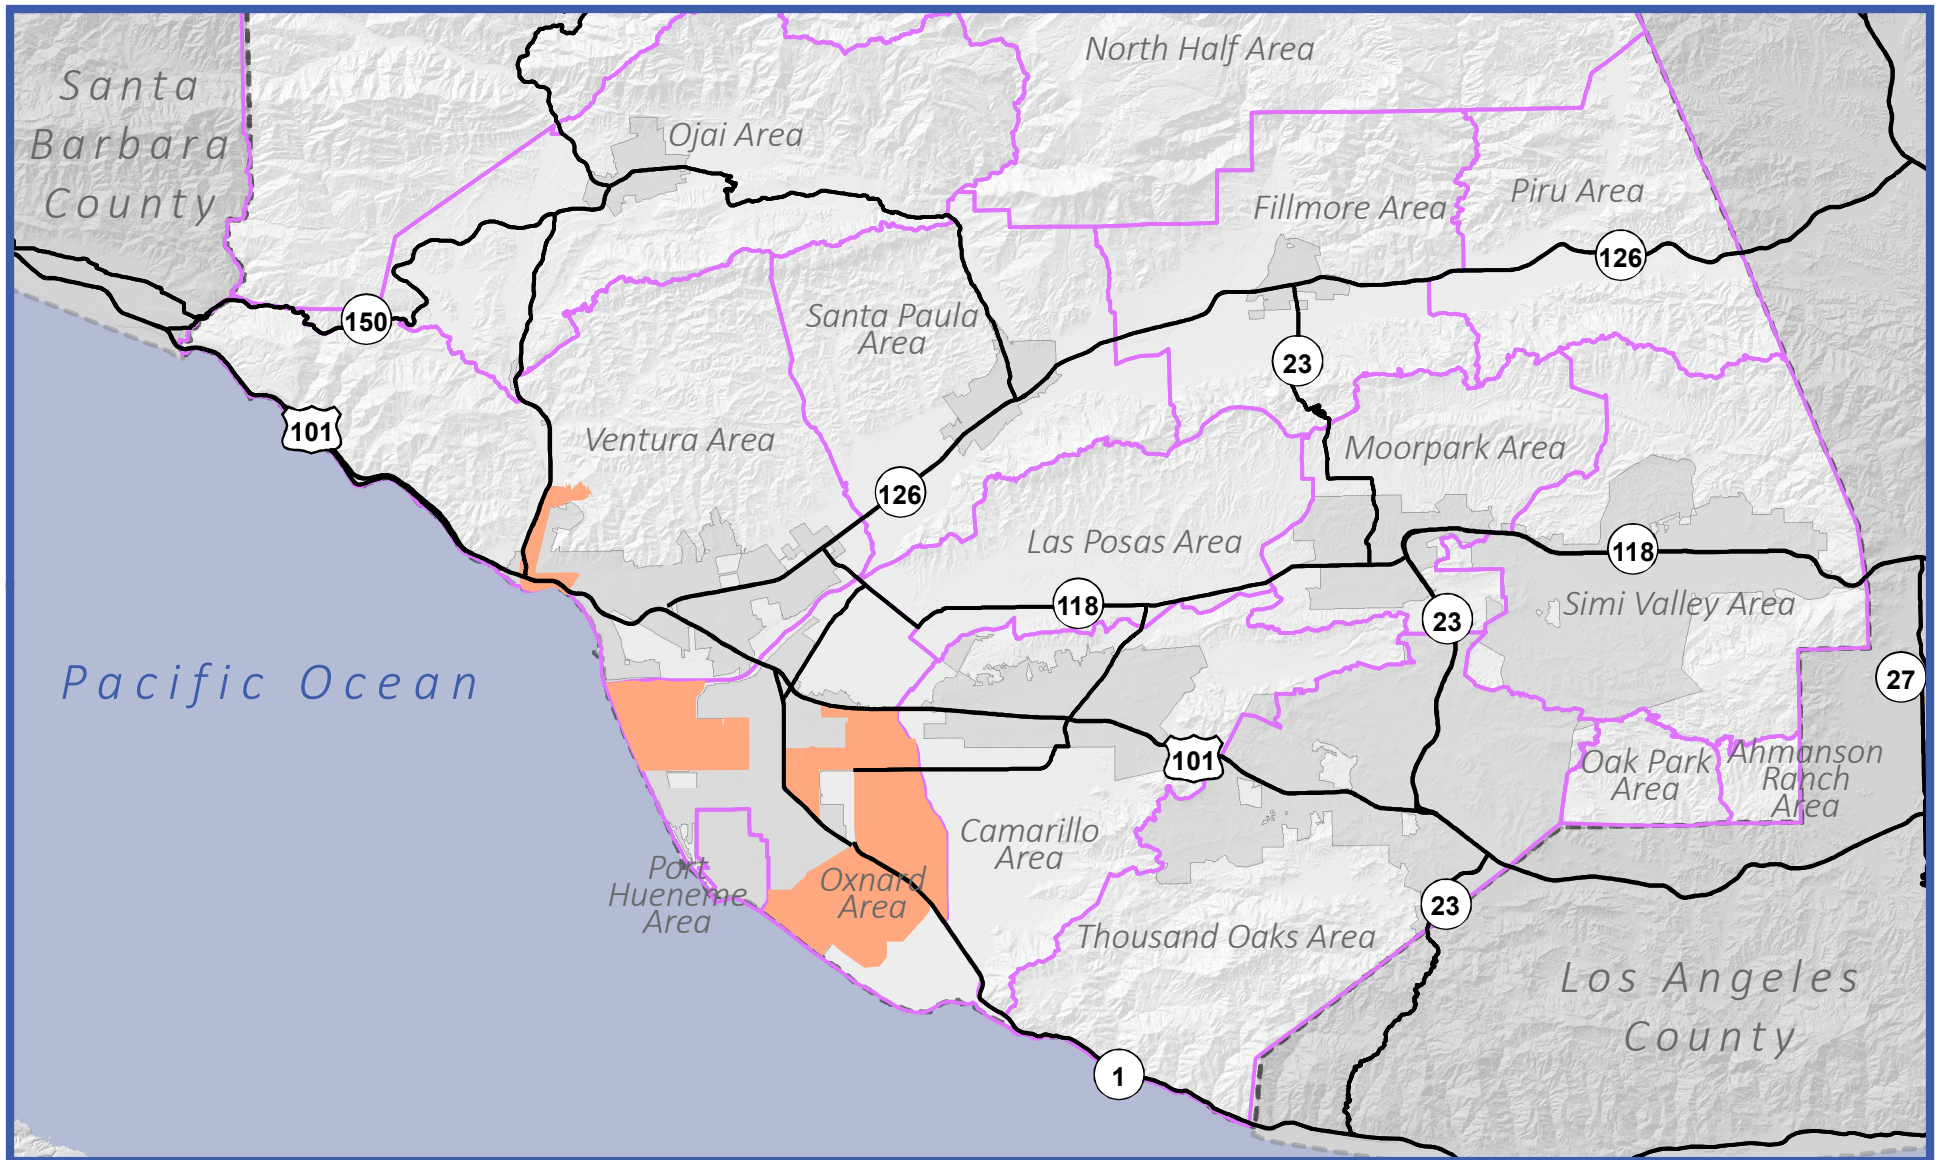 North Half Area
Santa
Barbara
County
Ojai Area
Piru Area
Fillmore Area
126
150
Santa Paula
Area
23
101
Ventura Area
Moorpark Area
126
Las Posas Area
118
118
Simi Valley Area
23
Pacific Ocean
27
101
Oak Park
Area
Ahmanson
Ranch
Area
Camarillo
Area
Port
Hueneme
Area
Oxnard
Area
23
Thousand Oaks Area
Los Angeles
County
1